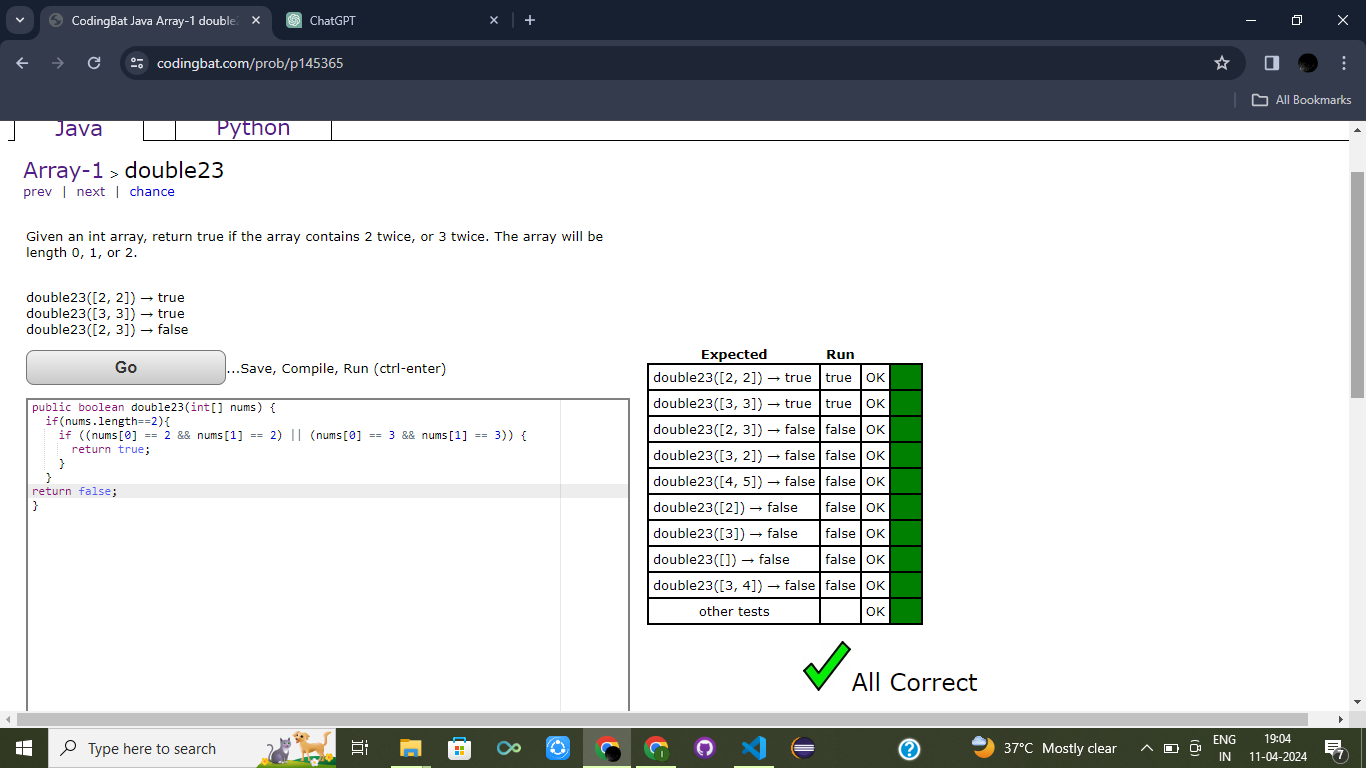 CodingBat Java Array-1 double
ChatGPT
codingbat.com/prob/p145365
All Bookmarks
Java
Python
Array-1 > double23
prev | next | chance
Given an int array, return true if the array contains 2 twice, or 3 twice. The array will be
length 0, 1, or 2.
double23([2, 2]) → true
double23([3, 3]) → true
double23([2, 3]) → false
Go
...Save, Compile, Run (ctrl-enter)
public boolean double23(int[] nums) {
if(nums.length==2){
if ((nums[0] == 2 && nums[1] == 2) || (nums[0] == 3 && nums[1] == 3)) {
return true;
}
}
return false;
}
Expected Run
double23([2, 2]) → true true OK
double23([3, 3]) → true true OK
double23([2, 3]) → false false OK
double23([3, 2]) → false false OK
double23([4, 5]) → false false OK
double23([2]) → false false OK
double23([3]) → false false OK
double23([]) → false false OK
double23([3, 4]) → false false OK
other tests OK
All Correct
Type here to search
37°C Mostly clear
ENG
IN
19:04
11-04-2024
7